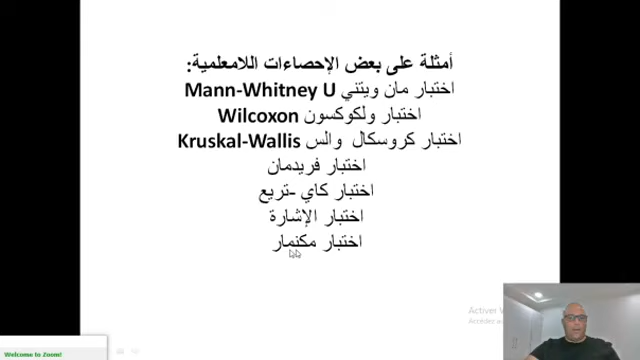 أمثلة على بعض الإحصاءات اللامعلمية:
اختبار مان ويتني Mann-Whitney U
اختبار ولكوكسون Wilcoxon
اختبار كروسكال والس Kruskal-Wallis
اختبار فريدمان
اختبار كاي -تربع
اختبار الإشارة
اختبار مكنمار
Activer
Welcome to Zoom!